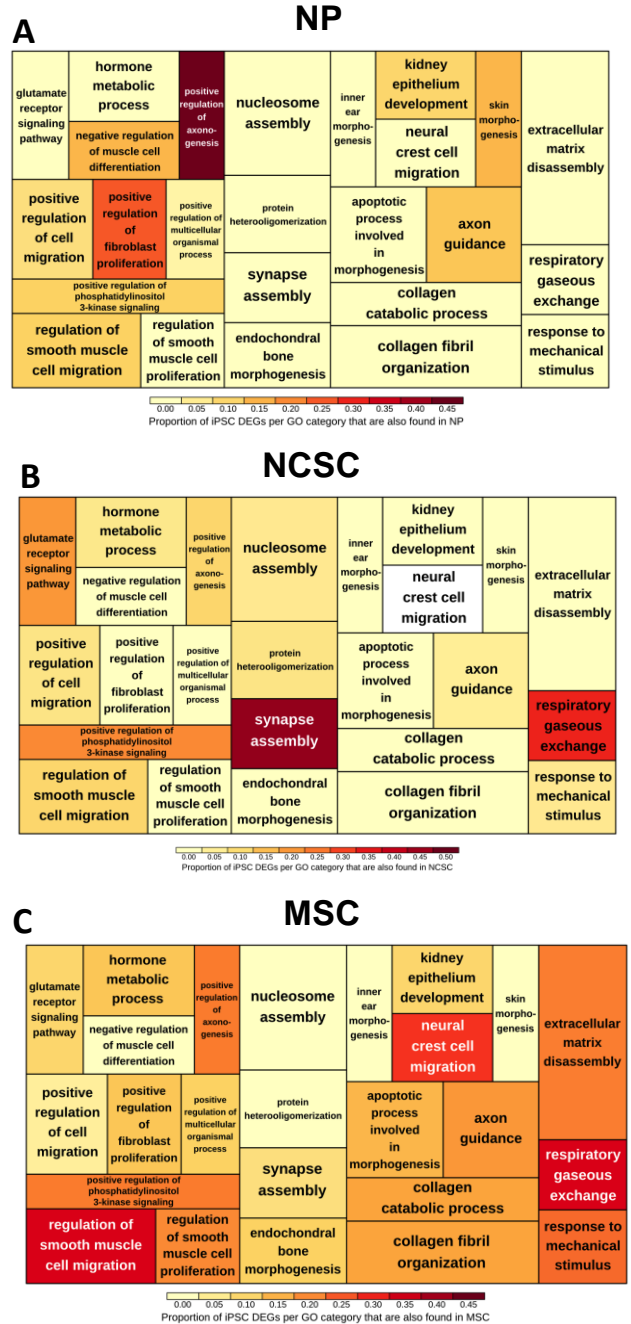 A
NP
glutamate
receptor
signaling
pathway
hormone
metabolic
process
negative regulation
of muscle cell
differentiation
positive
regulation
of
axono-
genesis
positive
regulation
of cell
migration
positive
regulation
of
fibroblast
proliferation
positive
regulation of
multicellular
organismal
process
positive regulation of
phosphatidylinositol
3-kinase signaling
regulation of
smooth muscle
cell migration
regulation
of smooth
muscle cell
proliferation
nucleosome
assembly
protein
heterooligomerization
synapse
assembly
endochondral
bone
morphogenesis
inner
ear
morpho-
genesis
kidney
epithelium
development
neural
crest cell
migration
skin
morpho-
genesis
apoptotic
process
involved
in
morphogenesis
axon
guidance
collagen
catabolic process
collagen fibril
organization
extracellular
matrix
disassembly
respiratory
gaseous
exchange
response to
mechanical
stimulus
0.00 0.05 0.10 0.15 0.20 0.25 0.30 0.35 0.40 0.45
Proportion of iPSC DEGs per GO category that are also found in NP
B
NCSC
glutamate
receptor
signaling
pathway
hormone
metabolic
process
negative regulation
of muscle cell
differentiation
positive
regulation
of
axono-
genesis
positive
regulation
of cell
migration
positive
regulation
of
fibroblast
proliferation
positive
regulation of
multicellular
organismal
process
positive regulation of
phosphatidylinositol
3-kinase signaling
regulation of
smooth muscle
cell migration
regulation
of smooth
muscle cell
proliferation
nucleosome
assembly
protein
heterooligomerization
synapse
assembly
endochondral
bone
morphogenesis
inner
ear
morpho-
genesis
kidney
epithelium
development
neural
crest cell
migration
skin
morpho-
genesis
apoptotic
process
involved
in
morphogenesis
axon
guidance
collagen
catabolic process
collagen fibril
organization
extracellular
matrix
disassembly
respiratory
gaseous
exchange
response to
mechanical
stimulus
0.00 0.05 0.10 0.15 0.20 0.25 0.30 0.35 0.40 0.45 0.50
Proportion of iPSC DEGs per GO category that are also found in NCSC
C
MSC
glutamate
receptor
signaling
pathway
hormone
metabolic
process
negative regulation
of muscle cell
differentiation
positive
regulation
of
axono-
genesis
positive
regulation
of cell
migration
positive
regulation
of
fibroblast
proliferation
positive
regulation of
multicellular
organismal
process
positive regulation of
phosphatidylinositol
3-kinase signaling
regulation of
smooth muscle
cell migration
regulation
of smooth
muscle cell
proliferation
nucleosome
assembly
protein
heterooligomerization
synapse
assembly
endochondral
bone
morphogenesis
inner
ear
morpho-
genesis
kidney
epithelium
development
neural
crest cell
migration
skin
morpho-
genesis
apoptotic
process
involved
in
morphogenesis
axon
guidance
collagen
catabolic process
collagen fibril
organization
extracellular
matrix
disassembly
respiratory
gaseous
exchange
response to
mechanical
stimulus
0.00 0.05 0.10 0.15 0.20 0.25 0.30 0.35 0.40 0.45
Proportion of iPSC DEGs per GO category that are also found in MSC